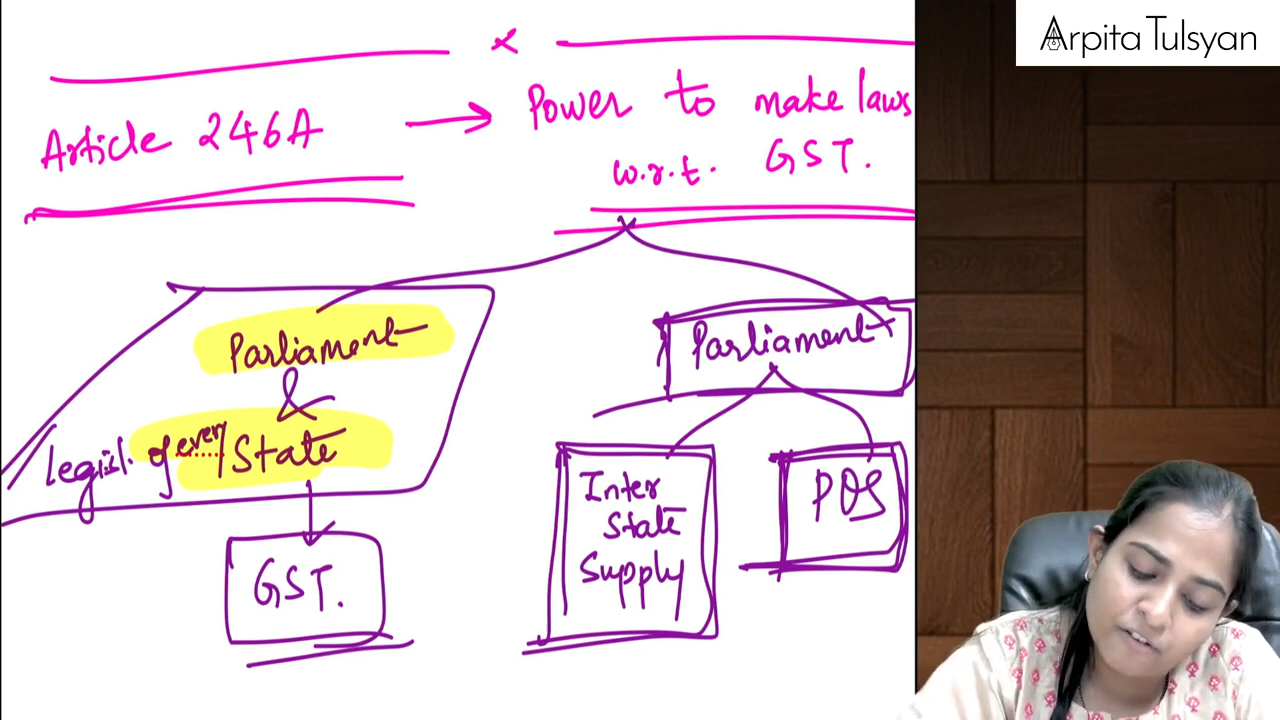 Arpita Tulsyan
Article 246A → Power to make laws
w.r.t. GST.
Parliament
&
legisl. of every State
GST.
Parliament
Inter
State
Supply
POS